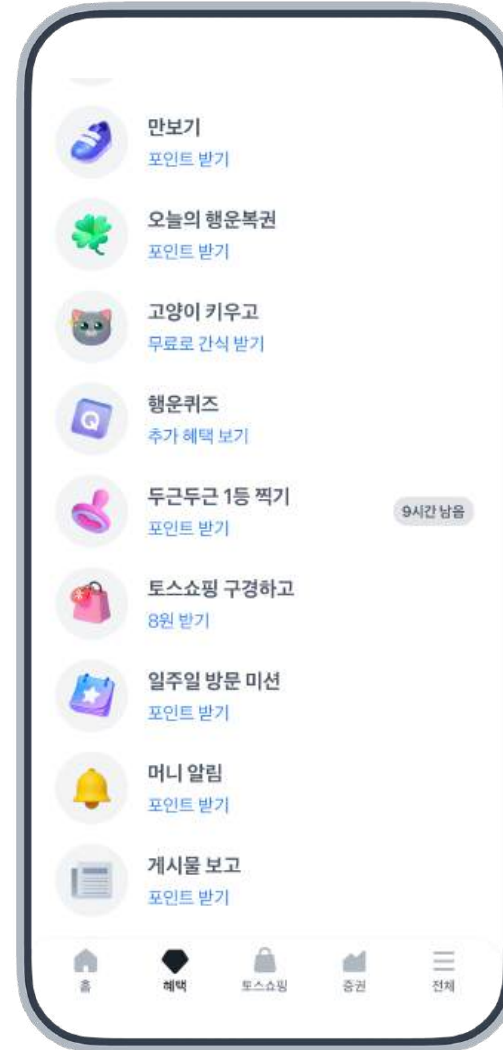 만보기
포인트 받기
오늘의 행운복권
포인트 받기
고양이 키우고
무료로 간식 받기
Q
행운퀴즈
추가 혜택 보기
두근두근 1등 찍기
포인트 받기
9시간 남음
토스쇼핑 구경하고
8원 받기
일주일 방문 미션
포인트 받기
머니 알림
포인트 받기
게시물 보고
포인트 받기
홈 혜택 토스쇼핑 증권 전체